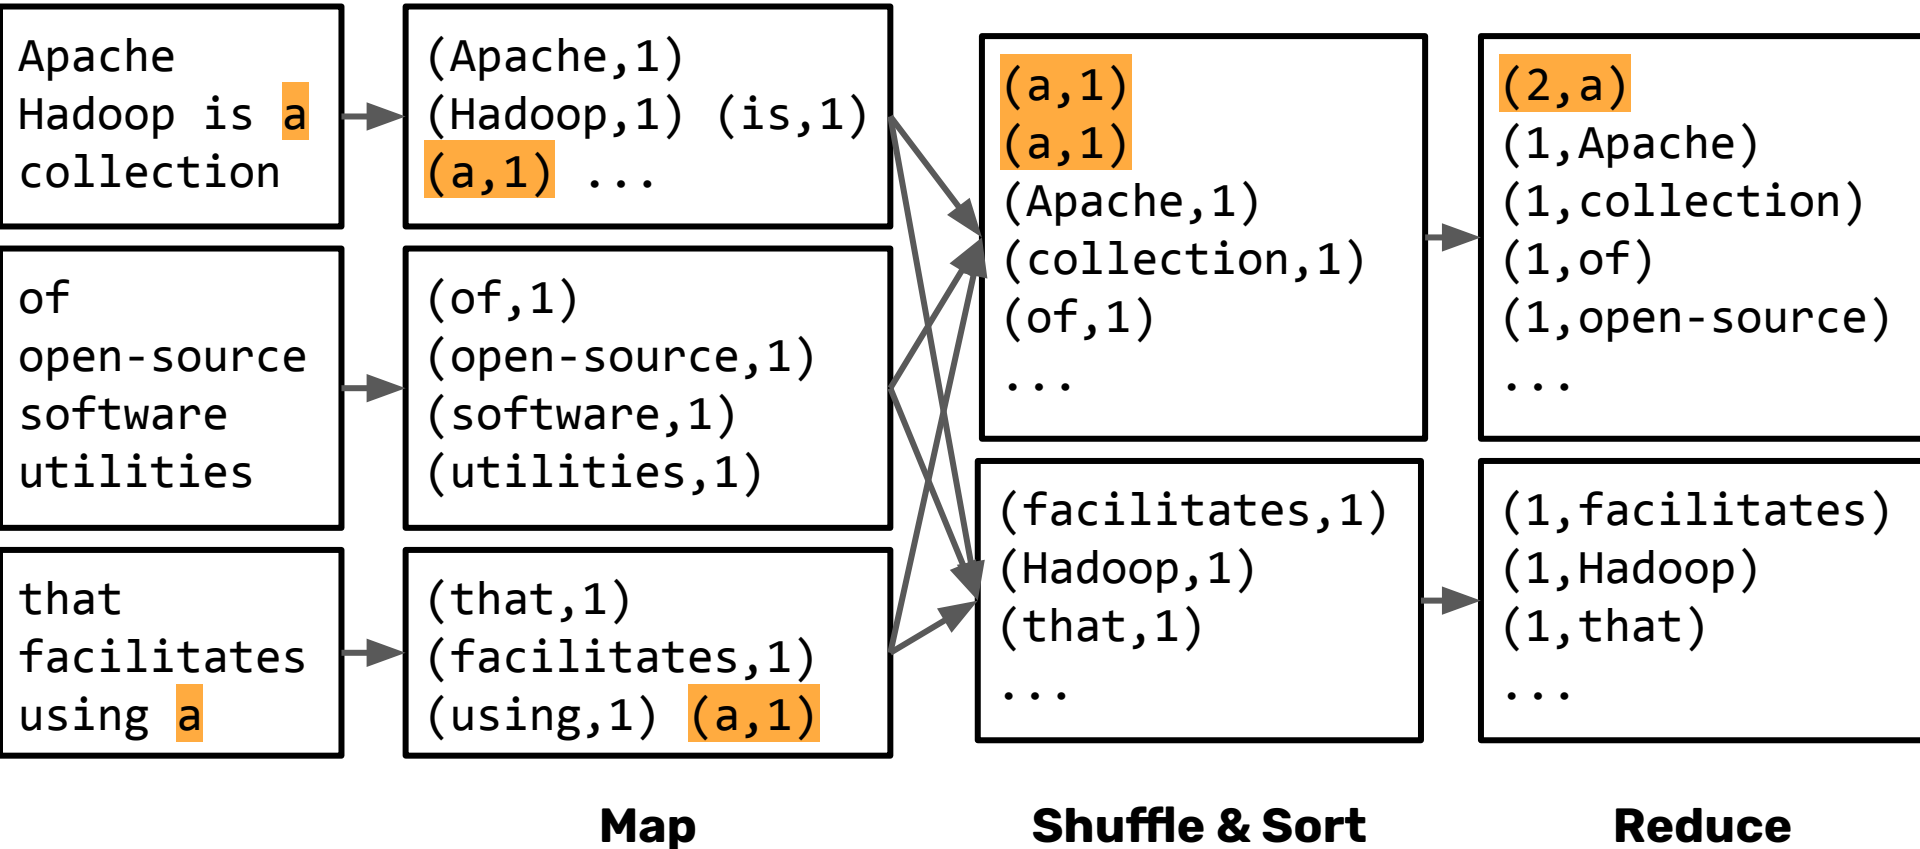 Apache
Hadoop is a
collection
of
open-source
software
utilities
that
facilitates
using a
(Apache,1)
(Hadoop,1) (is,1)
(a,1) ...
(of,1)
(open-source,1)
(software,1)
(utilities,1)
(that,1)
(facilitates,1)
(using,1) (a,1)
Map
(a,1)
(a,1)
(Apache,1)
(collection,1)
(of,1)
...
(facilitates,1)
(Hadoop,1)
(that,1)
...
Shuffle & Sort
(2,a)
(1,Apache)
(1,collection)
(1,of)
(1,open-source)
...
(1,facilitates)
(1,Hadoop)
(1,that)
...
Reduce